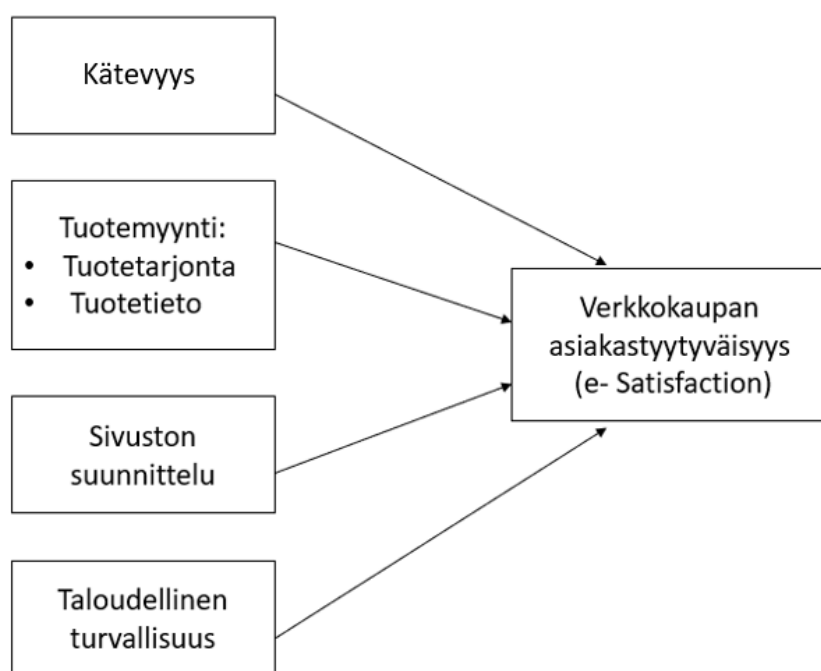 Kätevyys
Tuotemyynti:
• Tuotetarjonta
• Tuotetieto
Sivuston
suunnittelu
Taloudellinen
turvallisuus
Verkkokaupan
asiakastyytyväisyys
(e- Satisfaction)